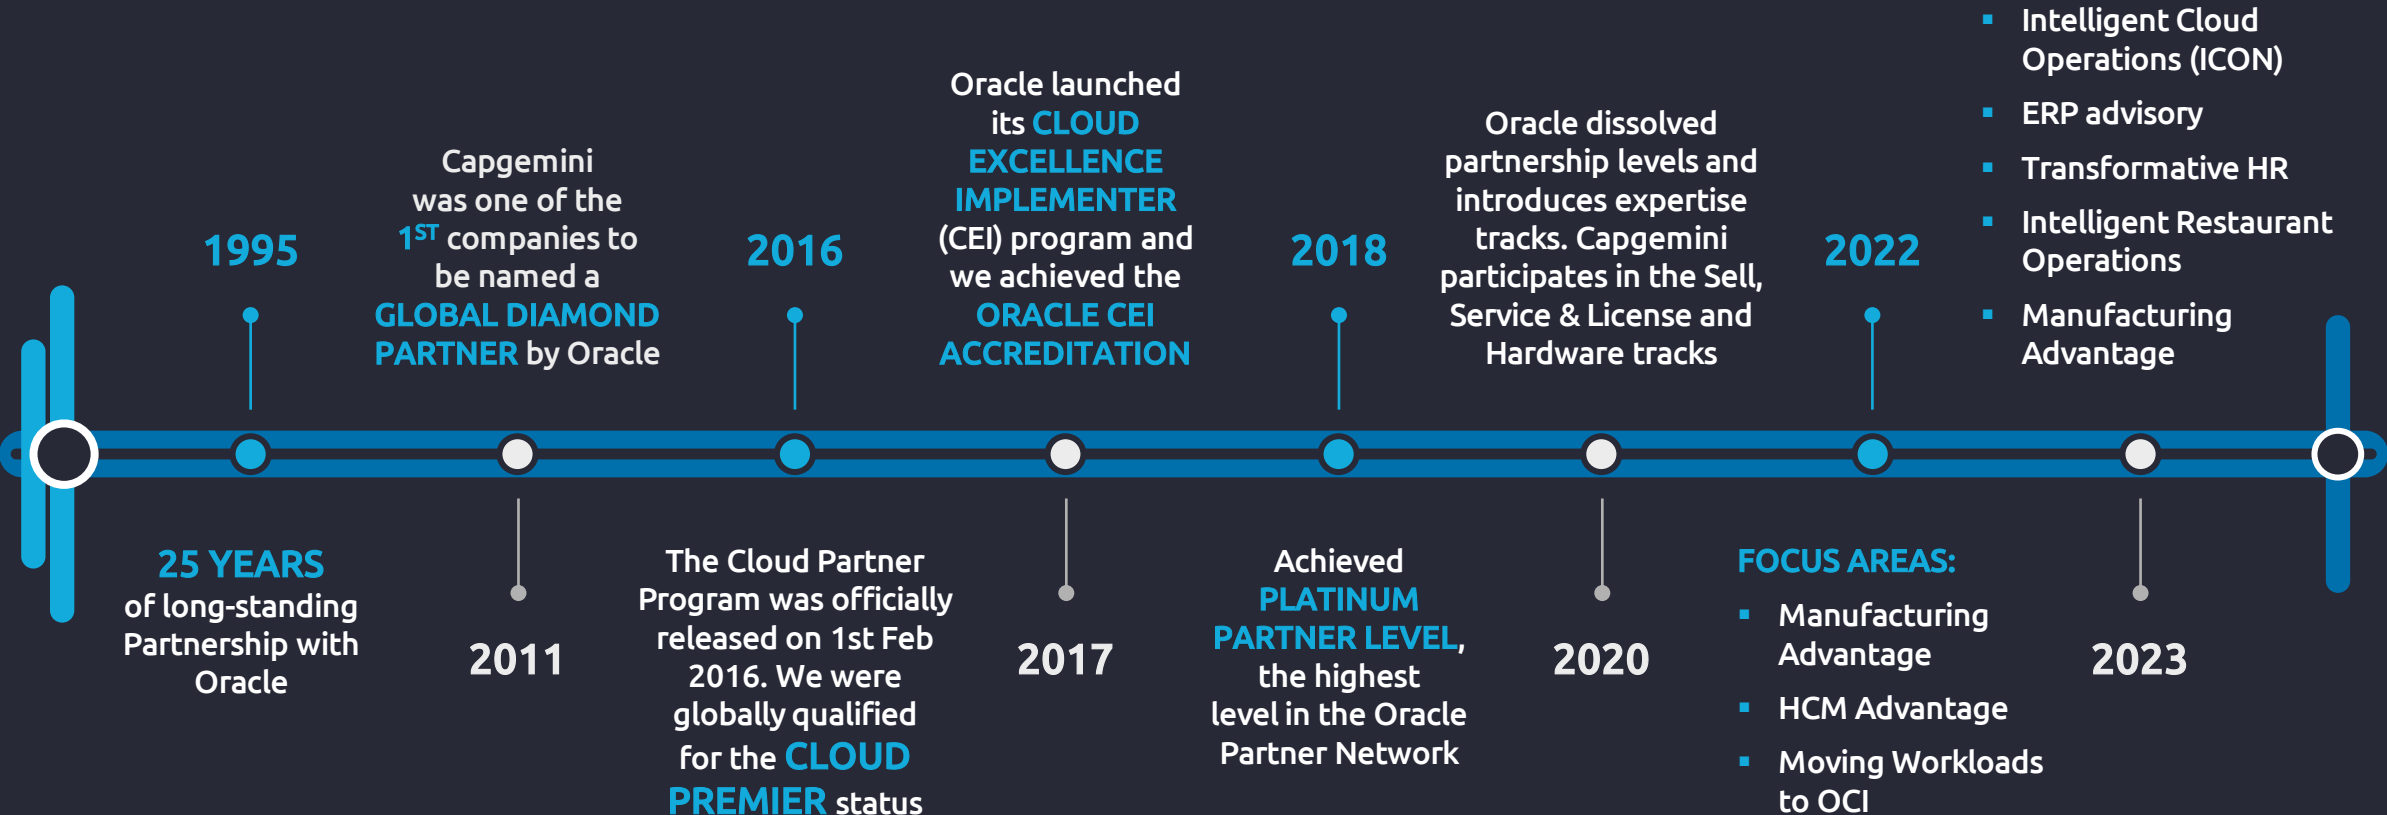 1995
25 YEARS
of long-standing
Partnership with
Oracle
Capgemini
was one of the
1ST companies to
be named a
GLOBAL DIAMOND
PARTNER by Oracle
2011
2016
The Cloud Partner
Program was officially
released on 1st Feb
2016. We were
globally qualified
for the CLOUD
PREMIER status
Oracle launched
its CLOUD
EXCELLENCE
IMPLEMENTER
(CEI) program and
we achieved the
ORACLE CEI
ACCREDITATION
2017
2018
Achieved
PLATINUM
PARTNER LEVEL,
the highest
level in the Oracle
Partner Network
Oracle dissolved
partnership levels and
introduces expertise
tracks. Capgemini
participates in the Sell,
Service & License and
Hardware tracks
2020
2022
FOCUS AREAS:
▪ Manufacturing
Advantage
▪ HCM Advantage
▪ Moving Workloads
to OCI
▪ Intelligent Cloud
Operations (ICON)
▪ ERP advisory
▪ Transformative HR
▪ Intelligent Restaurant
Operations
▪ Manufacturing
Advantage
2023